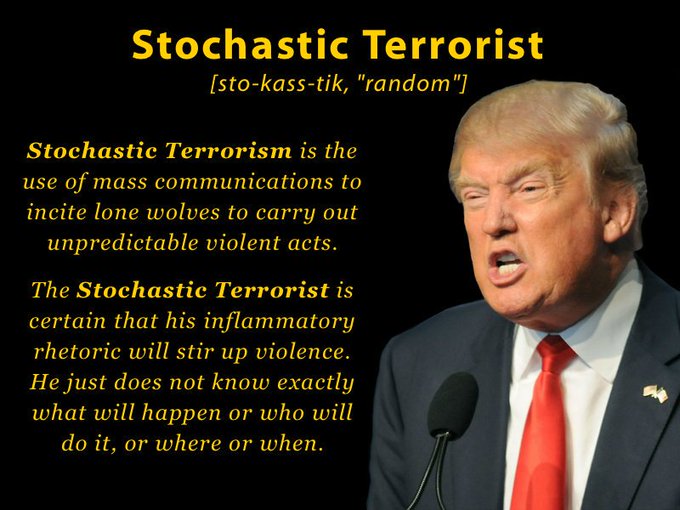 Stochastic Terrorist
[sto-kass-tik, "random"]
Stochastic Terrorism is the
use of mass communications to
incite lone wolves to carry out
unpredictable violent acts.
The Stochastic Terrorist is
certain that his inflammatory
rhetoric will stir up violence.
He just does not know exactly
what will happen or who will
do it, or where or when.